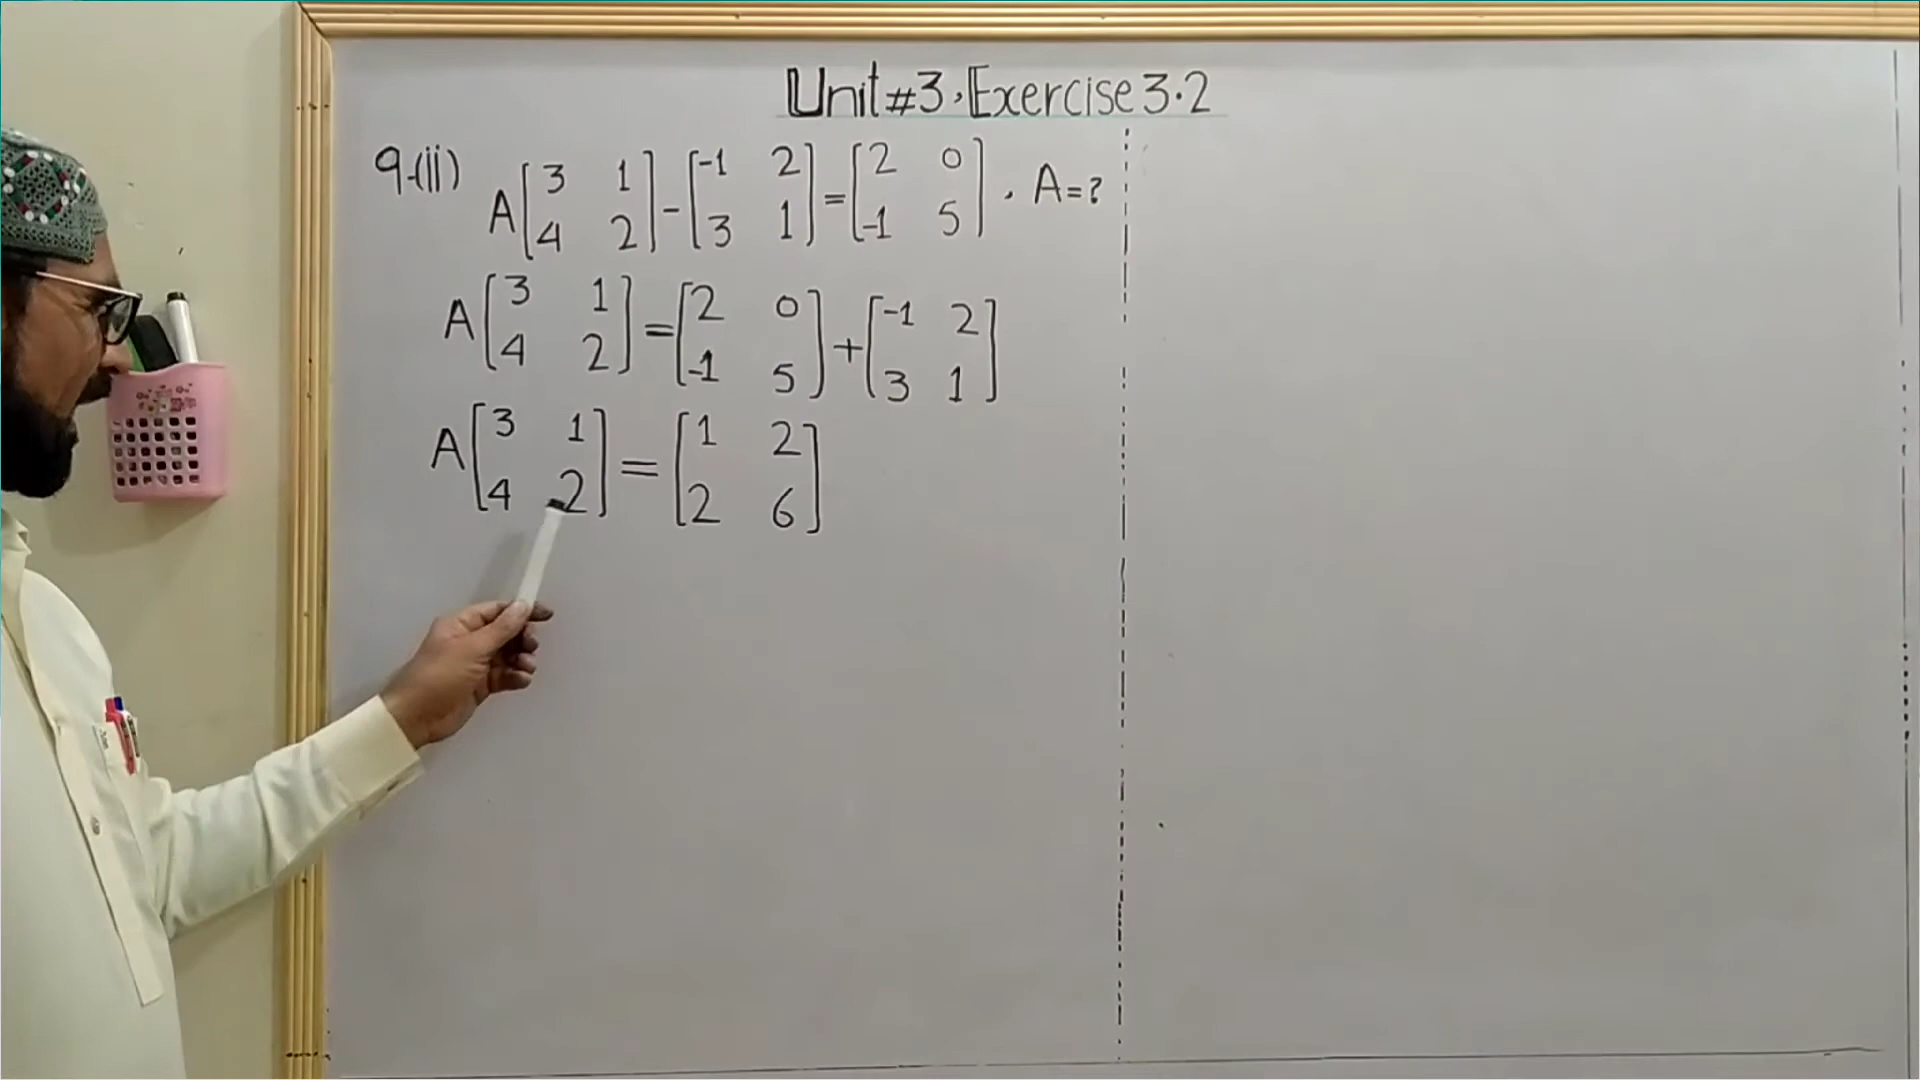 Unit#3, Exercise 3.2
9.(ii) A[3 1 4 2] - [-1 2 3 1] = [2 0 -1 5] , A=?
A[3 1 4 2] = [2 0 -1 5] + [-1 2 3 1]
A[3 1 4 2] = [1 2 2 6]